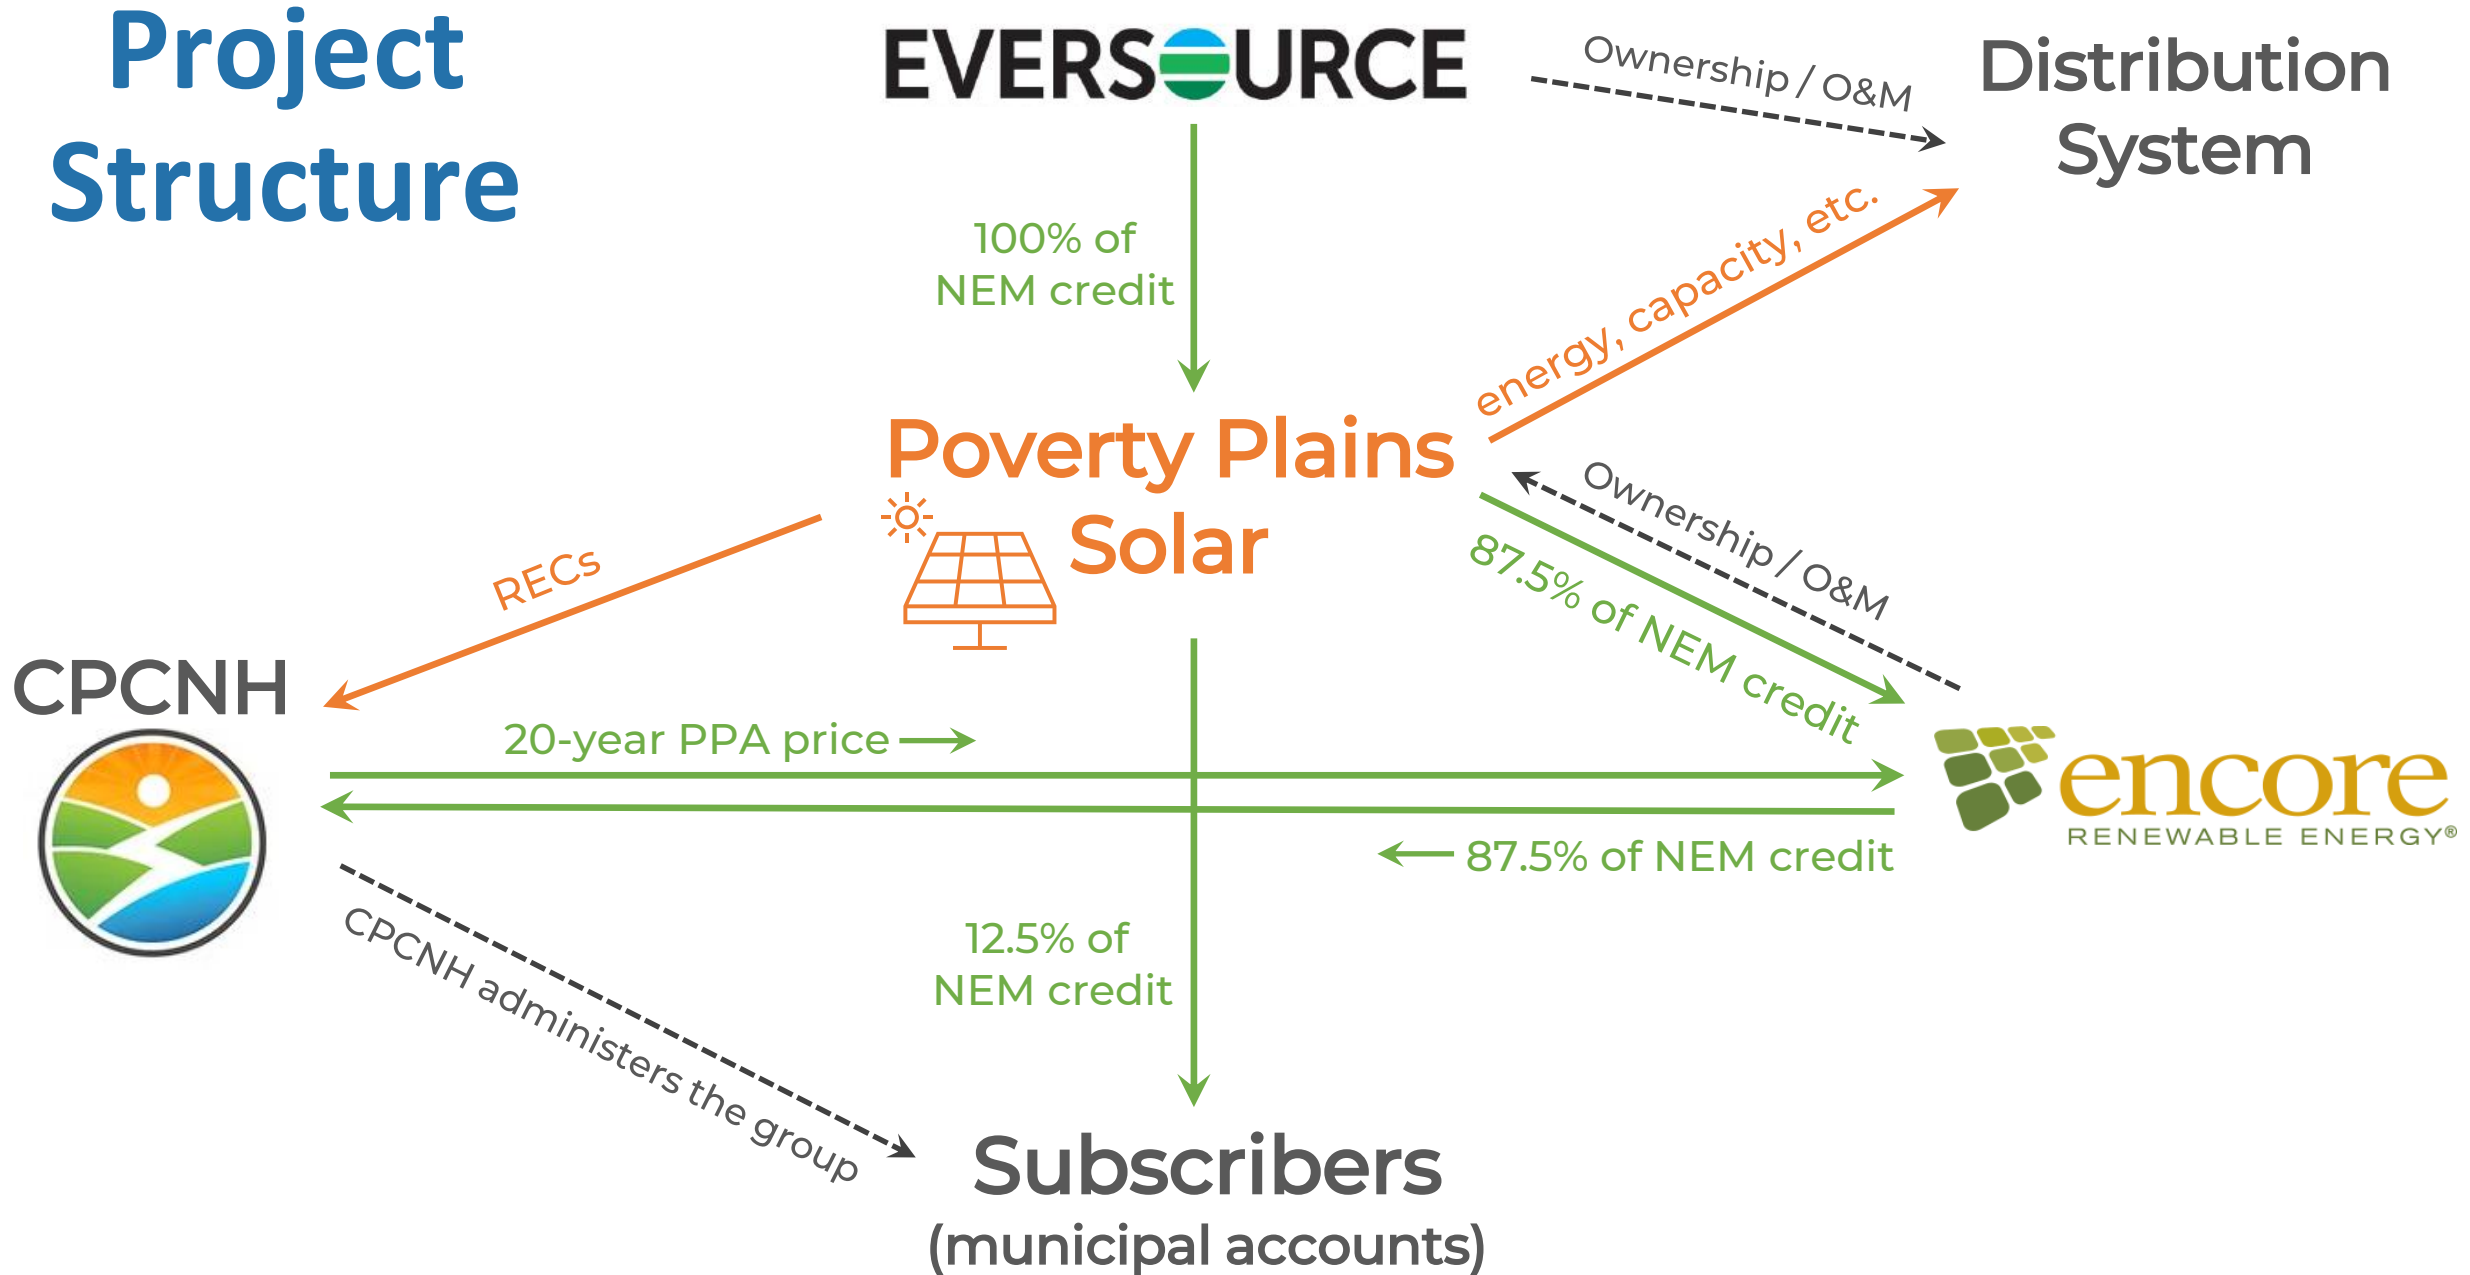 Project
Structure
EVERSOURCE
Ownership / O&M
Distribution
System
100% of
NEM credit
energy, capacity, etc.
Poverty Plains
Solar
Ownership / O&M
87.5% of NEM credit
RECs
CPCNH
20-year PPA price
encore
RENEWABLE ENERGY®
87.5% of NEM credit
12.5% of
NEM credit
CPCNH administers the group
Subscribers
(municipal accounts)